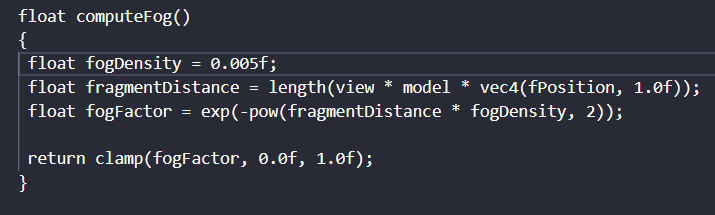 float computeFog()
{
 float fogDensity = 0.005f;
 float fragmentDistance = length(view * model * vec4(fPosition, 1.0f));
 float fogFactor = exp(-pow(fragmentDistance * fogDensity, 2));

 return clamp(fogFactor, 0.0f, 1.0f);
}